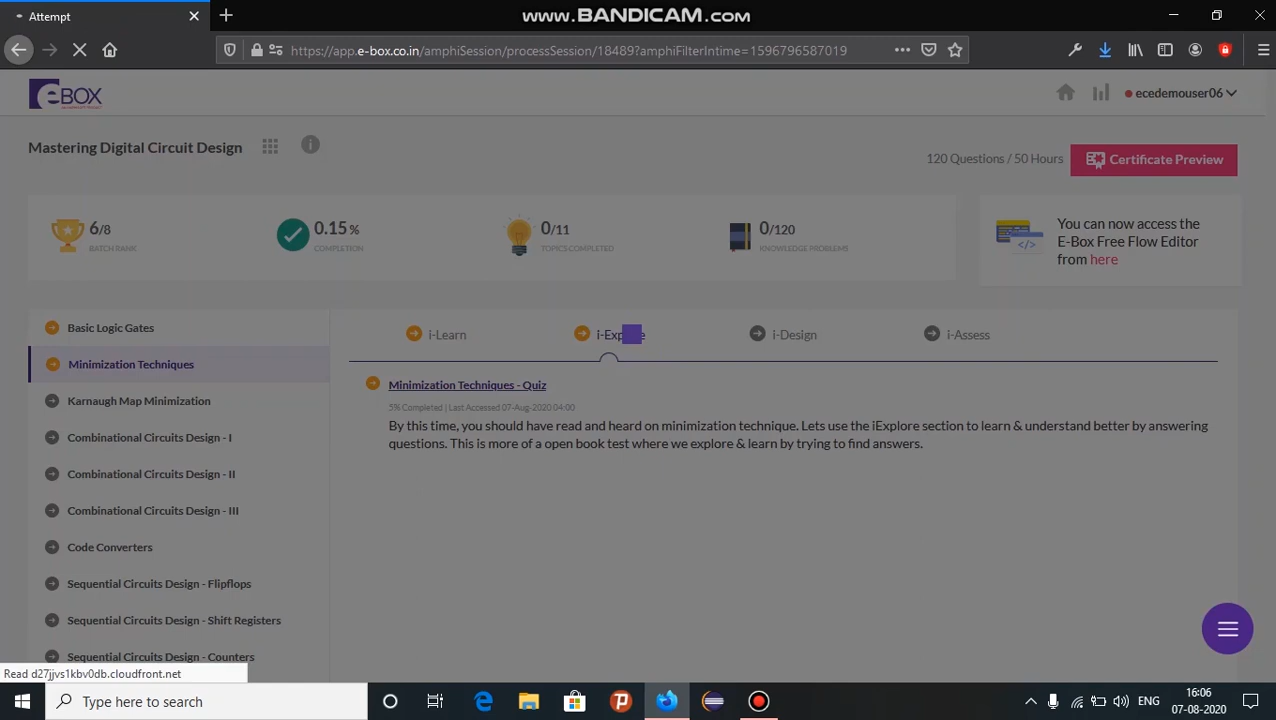 Attempt
www.BANDICAM.com
https://app.e-box.co.in/amphiSession/processSession/18489?amphiFilterIntime=1596796587019
eBOX
ecedemouser06
Mastering Digital Circuit Design
120 Questions / 50 Hours
Certificate Preview
6/8
BATCH RANK
0.15 %
COMPLETION
0/11
TOPICS COMPLETED
0/120
KNOWLEDGE PROBLEMS
You can now access the
E-Box Free Flow Editor
from here
Basic Logic Gates
Minimization Techniques
Karnaugh Map Minimization
Combinational Circuits Design - I
Combinational Circuits Design - II
Combinational Circuits Design - III
Code Converters
Sequential Circuits Design - Flipflops
Sequential Circuits Design - Shift Registers
Sequential Circuits Design - Counters
i-Learn
i-Design
i-Assess
Minimization Techniques - Quiz
5% Completed | Last Accessed 07-Aug-2020 04:00
By this time, you should have read and heard on minimization technique. Lets use the iExplore section to learn & understand better by answering
questions. This is more of a open book test where we explore & learn by trying to find answers.
Read d27jjvs1kbv0db.cloudfront.net
Type here to search
ENG
16:06
07-08-2020